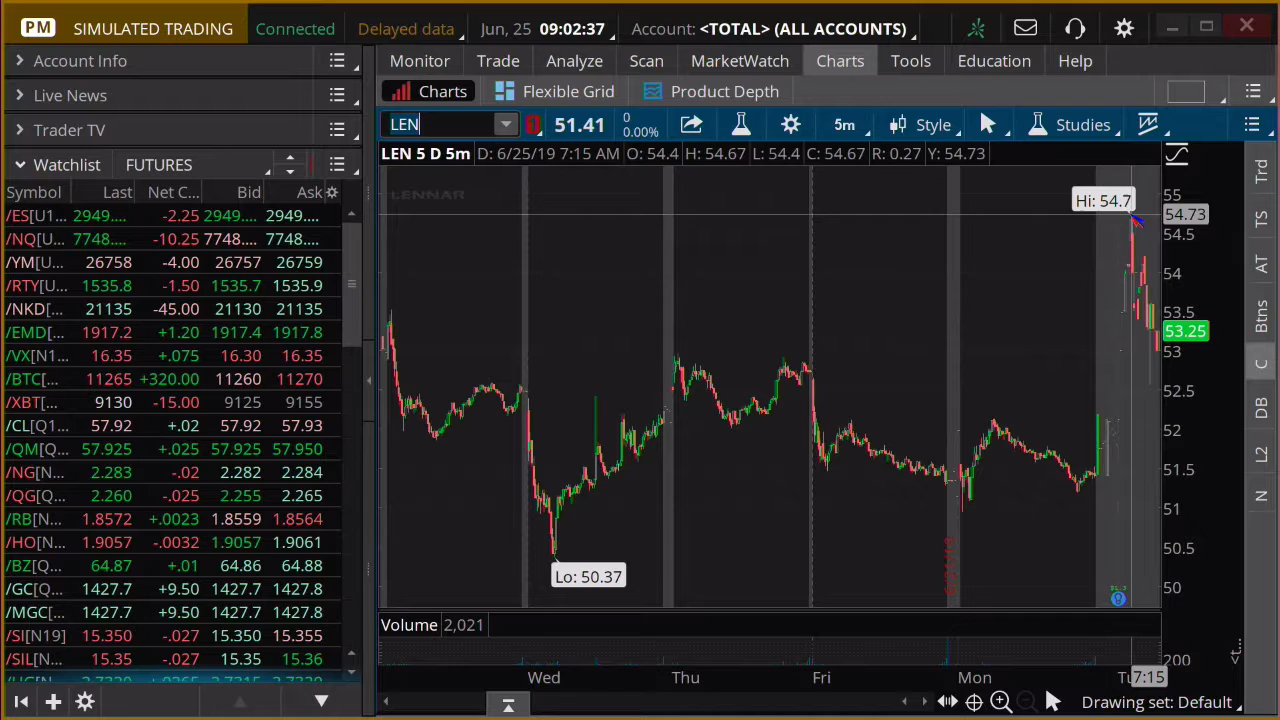 PM SIMULATED TRADING Connected Delayed data Jun, 25 09:02:37 Account: <TOTAL> (ALL ACCOUNTS)
Account Info
Live News
Trader TV
Watchlist FUTURES
Symbol Last Net C... Bid Ask
/ES[U1... 2949.... -2.25 2949.... 2949....
/NQ[U... 7748.... -10.25 7748.... 7748....
/YM[U... 26758 -4.00 26757 26759
/RTY[U... 1535.8 -1.50 1535.7 1535.9
/NKD[... 21135 -45.00 21130 21135
/EMD[... 1917.2 +1.20 1917.4 1917.8
/VX[N1... 16.35 +.075 16.30 16.35
/BTC[... 11265 +320.00 11260 11270
/XBT[... 9130 -15.00 9125 9155
/CL[Q1... 57.92 +.02 57.92 57.93
/QM[Q... 57.925 +.025 57.925 57.950
/NG[... 2.283 -.02 2.282 2.284
/QG[... 2.260 -.025 2.255 2.265
/RB[N... 1.8572 +.0023 1.8559 1.8564
/HO[N... 1.9057 -.0032 1.9057 1.9061
/BZ[... 64.87 +.01 64.86 64.88
/GC[Q... 1427.7 +9.50 1427.7 1427.8
/MGC[... 1427.7 +9.50 1427.7 1427.8
/SI[N19] 15.350 -.027 15.350 15.355
/SIL[N... 15.35 -.027 15.35 15.36
Monitor Trade Analyze Scan MarketWatch Charts Tools Education Help
Charts Flexible Grid Product Depth
LEN 51.41 0 5m Style Studies
0.00%
LEN 5 D 5m D: 6/25/19 7:15 AM O: 54.4 H: 54.67 L: 54.4 C: 54.67 R: 0.27 Y: 54.73
LENNAR
Hi: 54.7
Lo: 50.37
55
54.73
54.5
54
53.5
53.25
53
52.5
52
51.5
51
50.5
50
Volume 2,021
200
Wed Thu Fri Mon Tu 7:15
Drawing set: Default
Trd
TS
AT
Btns
C
DB
L2
N